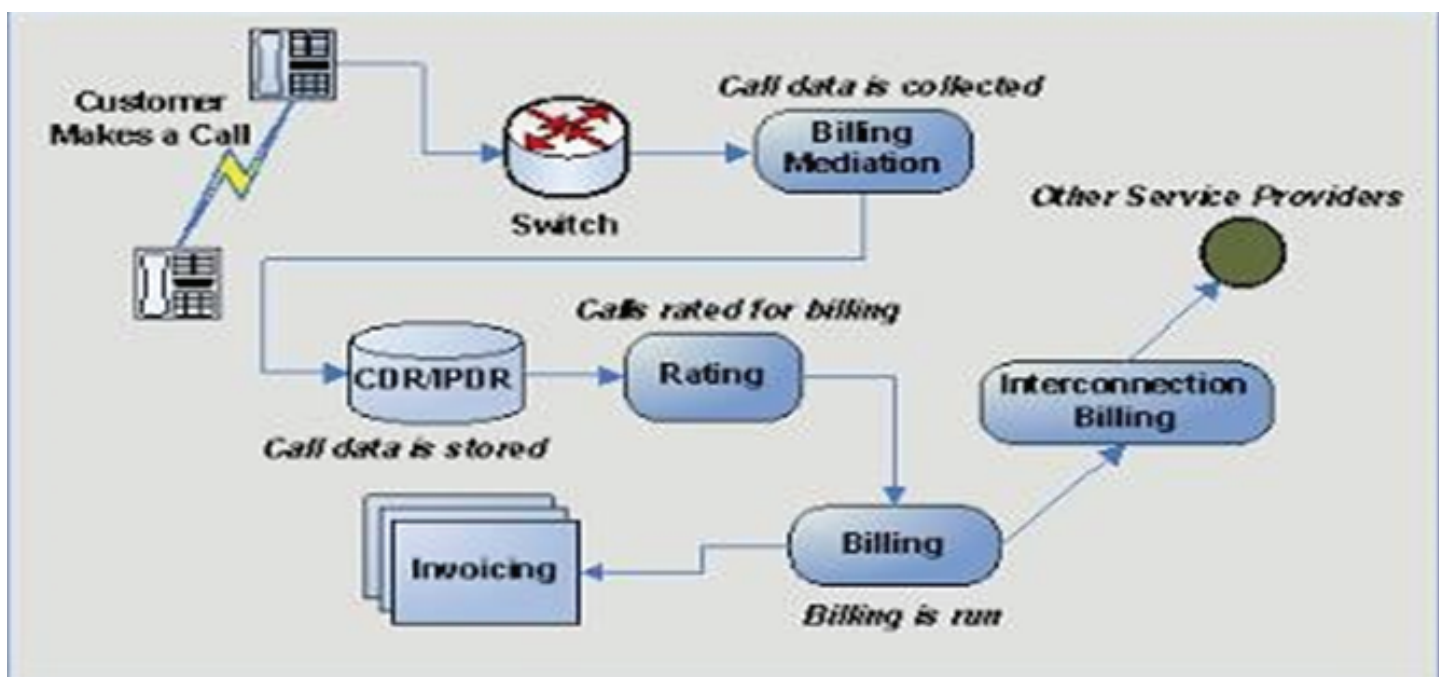 Customer
Makes a Call
Call data is collected
Billing
Mediation
Switch
Other Service Providers
Calls rated for billing
CDR/IPDR
Rating
Interconnection
Billing
Call data is stored
Invoicing
Billing
Billing is run